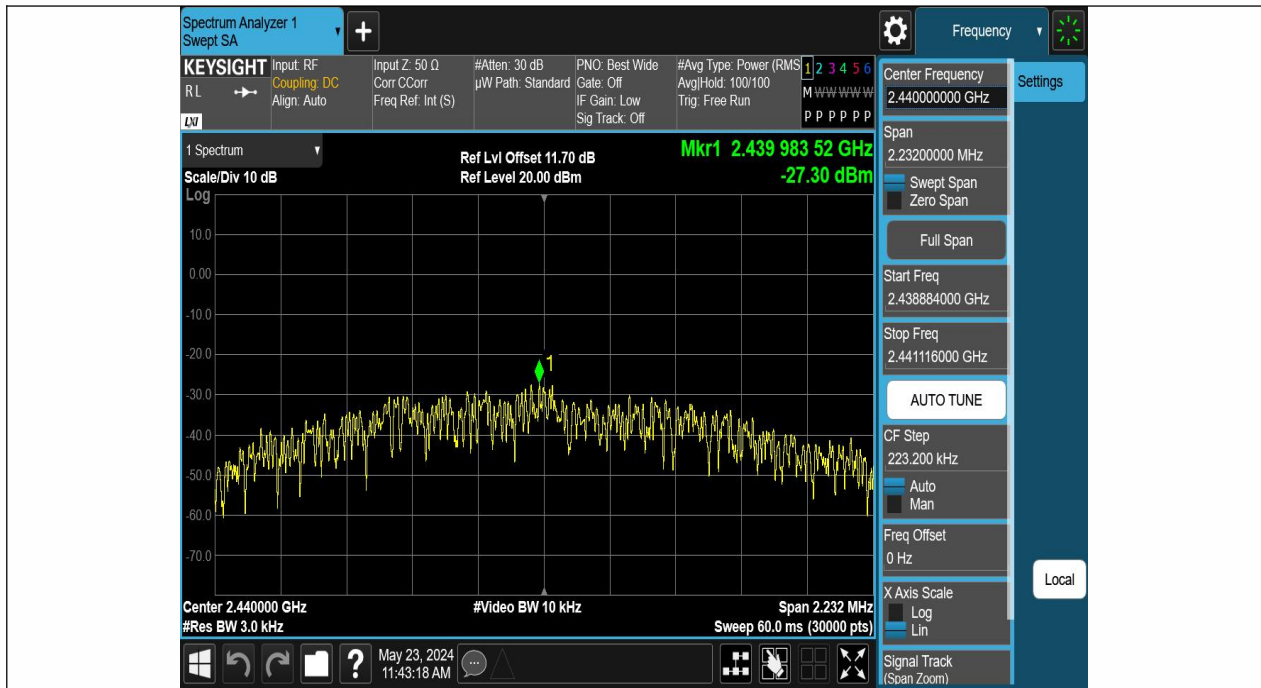 Spectrum Analyzer 1
Swept SA
+
Frequency
KEYSIGHT
R L
LXI
Input: RF
Coupling: DC
Align: Auto
Input Z: 50 Ω
Corr CCorr
Freq Ref: Int (S)
#Atten: 30 dB
µW Path: Standard
PNO: Best Wide
Gate: Off
IF Gain: Low
Sig Track: Off
#Avg Type: Power (RMS
Avg|Hold: 100/100
Trig: Free Run
1 2 3 4 5 6
M W W W W W
P P P P P P
1 Spectrum
Scale/Div 10 dB
Log
Ref Lvl Offset 11.70 dB
Ref Level 20.00 dBm
Mkr1 2.439 983 52 GHz
-27.30 dBm
10.0
0.00
-10.0
-20.0
-30.0
-40.0
-50.0
-60.0
-70.0
1
Center 2.440000 GHz
#Res BW 3.0 kHz
#Video BW 10 kHz
Span 2.232 MHz
Sweep 60.0 ms (30000 pts)
?
May 23, 2024
11:43:18 AM
Center Frequency
2.440000000 GHz
Settings
Span
2.23200000 MHz
Swept Span
Zero Span
Full Span
Start Freq
2.438884000 GHz
Stop Freq
2.441116000 GHz
AUTO TUNE
CF Step
223.200 kHz
Auto
Man
Freq Offset
0 Hz
Local
X Axis Scale
Log
Lin
Signal Track
(Span Zoom)